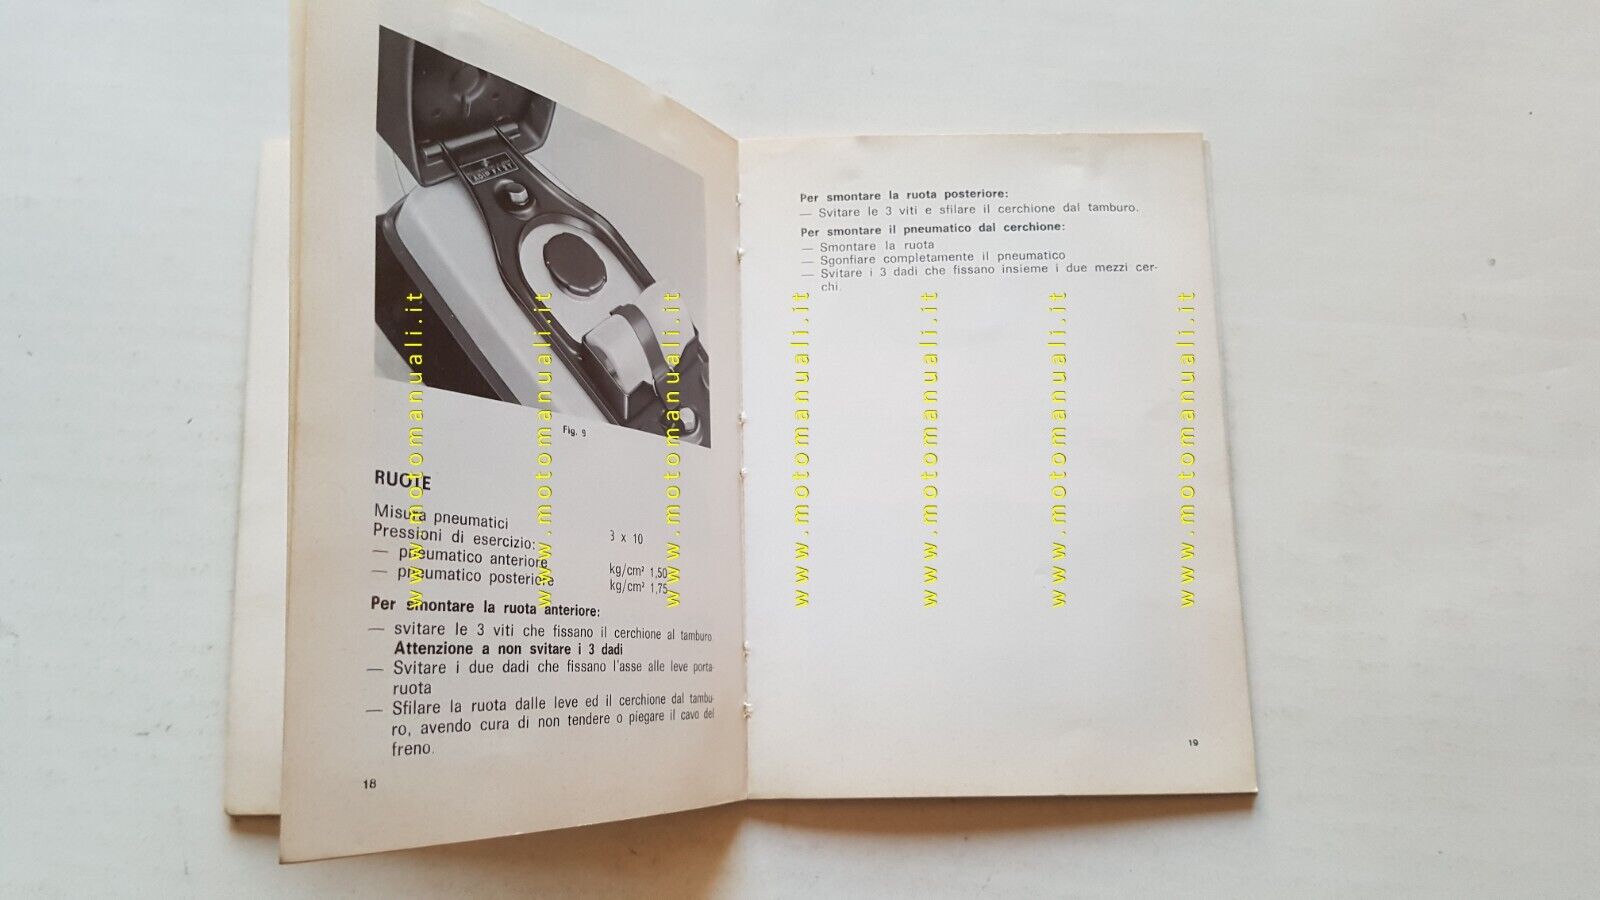 Fig. 9
RUOTE
Misura pneumatici 3 x 10
Pressioni di esercizio:
— pneumatico anteriore kg/cm² 1,50
— pneumatico posteriore kg/cm² 1,75
Per smontare la ruota anteriore:
— svitare le 3 viti che fissano il cerchione al tamburo
Attenzione a non svitare i 3 dadi
— Svitare i due dadi che fissano l'asse alle leve porta-
ruota
— Sfilare la ruota dalle leve ed il cerchione dal tambu-
ro, avendo cura di non tendere o piegare il cavo del
freno.
18
Per smontare la ruota posteriore:
— Svitare le 3 viti e sfilare il cerchione dal tamburo.
Per smontare il pneumatico dal cerchione:
— Smontare la ruota
— Sgonfiare completamente il pneumatico
— Svitare i 3 dadi che fissano insieme i due mezzi cer-
chi.
19
www.motomanuali.it
www.motomanuali.it
www.motomanuali.it
www.motomanuali.it
www.motomanuali.it
www.motomanuali.it
www.motomanuali.it